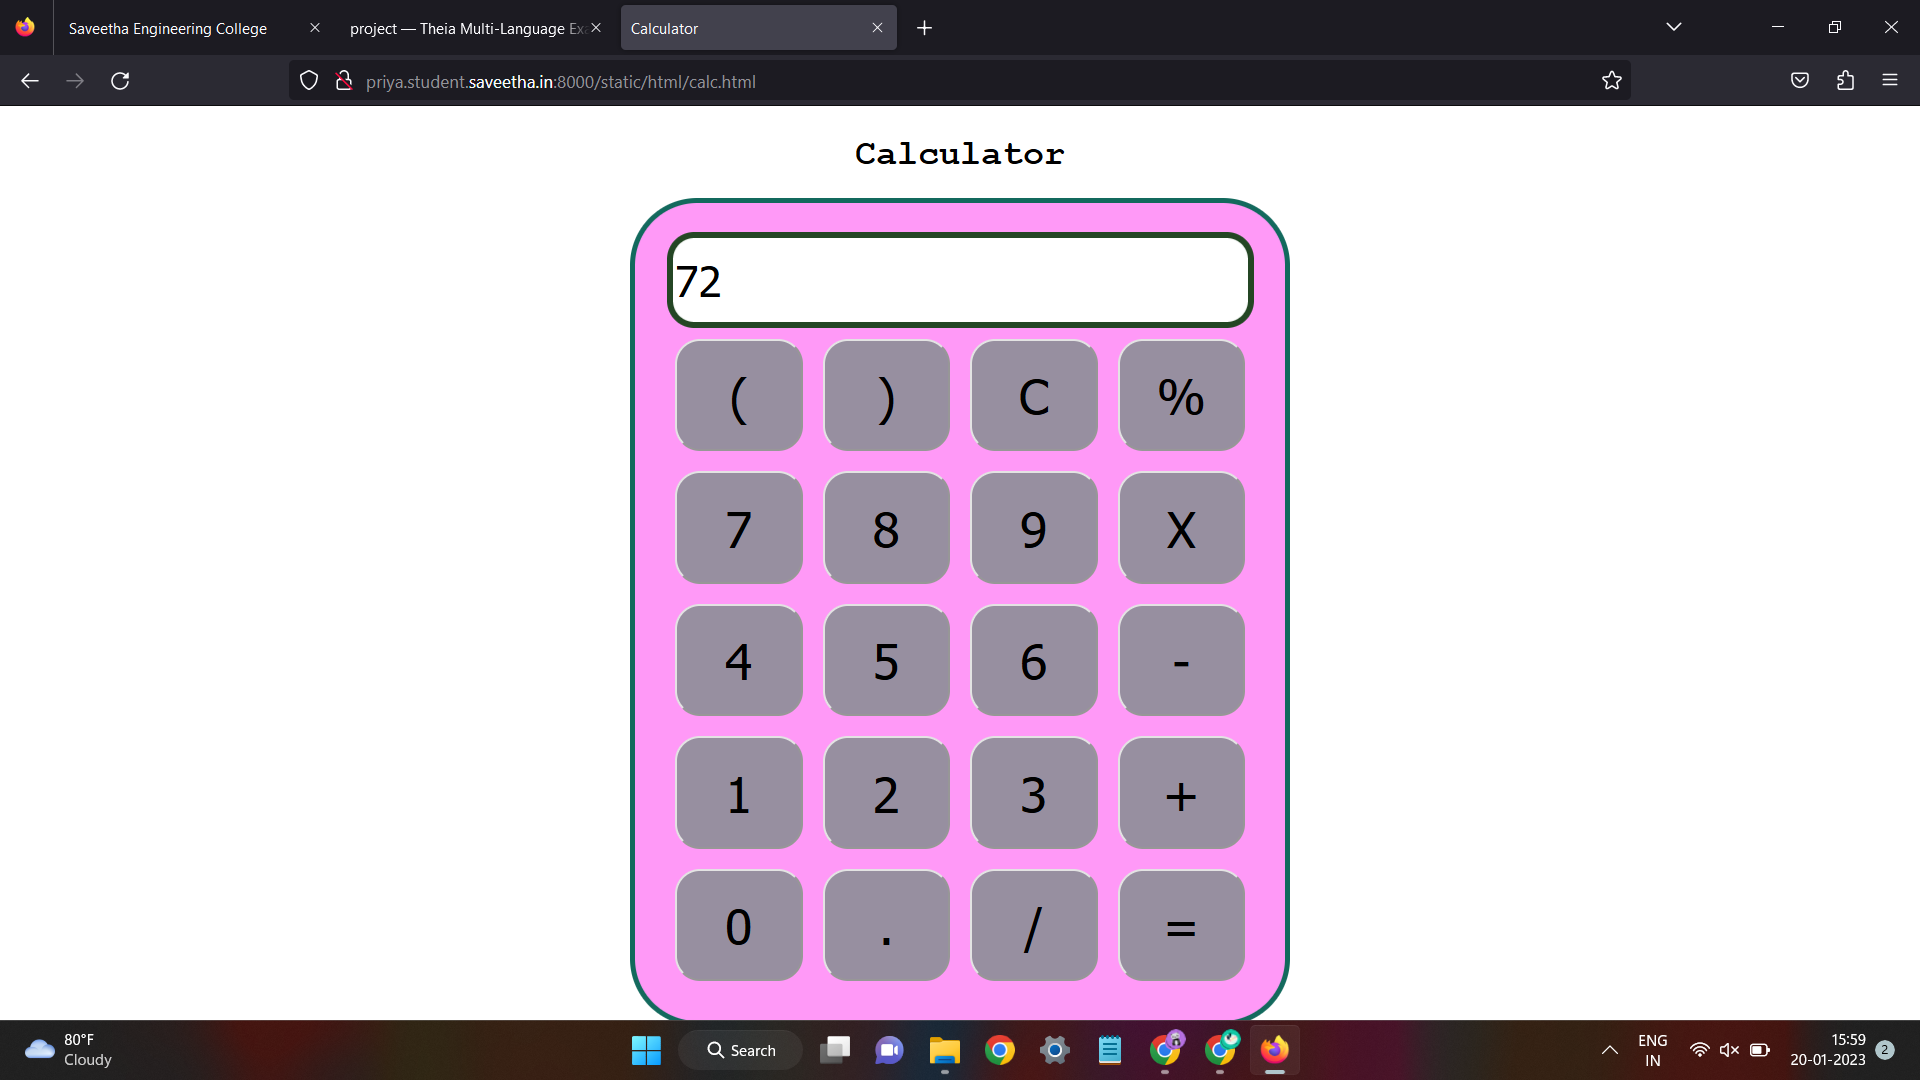 Saveetha Engineering College
project — Theia Multi-Language Ex
Calculator
priya.student.saveetha.in:8000/static/html/calc.html
Calculator
72
( ) C %
7 8 9 X
4 5 6 -
1 2 3 +
0 . / =
80°F
Cloudy
Search
ENG
IN
15:59
20-01-2023
2